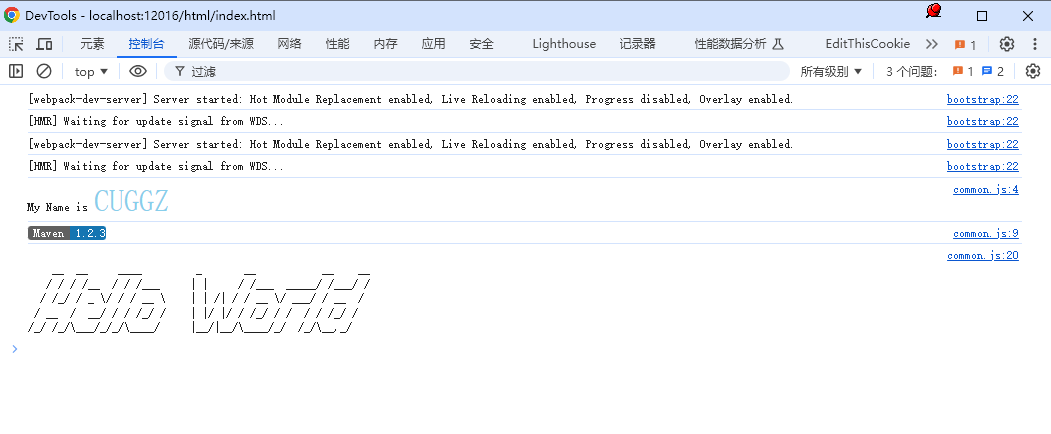 DevTools - localhost:12016/html/index.html
元素 控制台 源代码/来源 网络 性能 内存 应用 安全 Lighthouse 记录器 性能数据分析 EditThisCookie 1
top 过滤 所有级别 3 个问题: 1 2
[webpack-dev-server] Server started: Hot Module Replacement enabled, Live Reloading enabled, Progress disabled, Overlay enabled. bootstrap:22
[HMR] Waiting for update signal from WDS... bootstrap:22
[webpack-dev-server] Server started: Hot Module Replacement enabled, Live Reloading enabled, Progress disabled, Overlay enabled. bootstrap:22
[HMR] Waiting for update signal from WDS... bootstrap:22
common.js:4
My Name is CUGGZ
Maven 1.2.3 common.js:9
common.js:20
Hello World